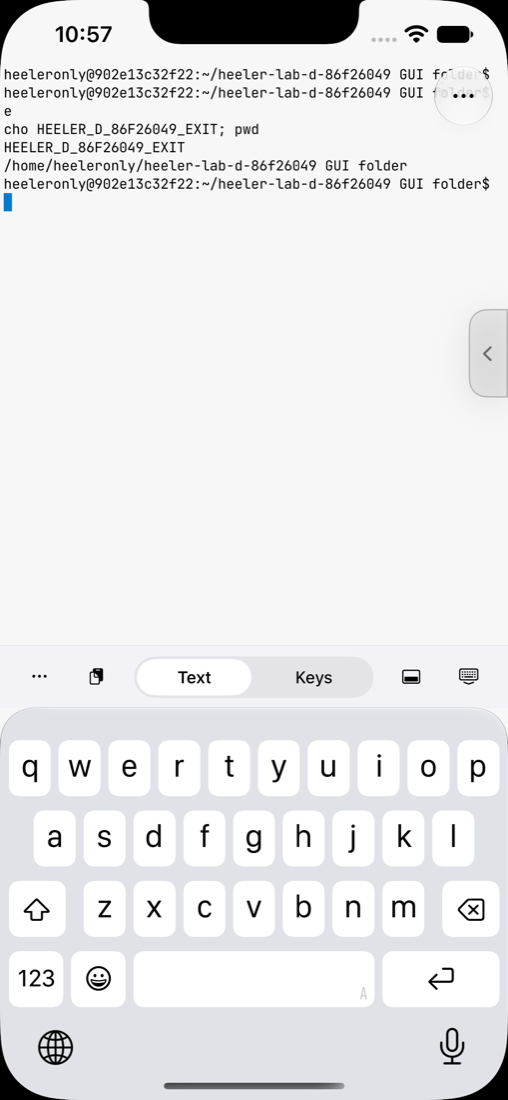 10:57
heeleronly@902e13c32f22:~/heeler-lab-d-86f26049 GUI folder$
heeleronly@902e13c32f22:~/heeler-lab-d-86f26049 GUI folder$
e
cho HEELER_D_86F26049_EXIT; pwd
HEELER_D_86F26049_EXIT
/home/heeleronly/heeler-lab-d-86f26049 GUI folder
heeleronly@902e13c32f22:~/heeler-lab-d-86f26049 GUI folder$
Text Keys
q w e r t y u i o p
a s d f g h j k l
z x c v b n m
123
A